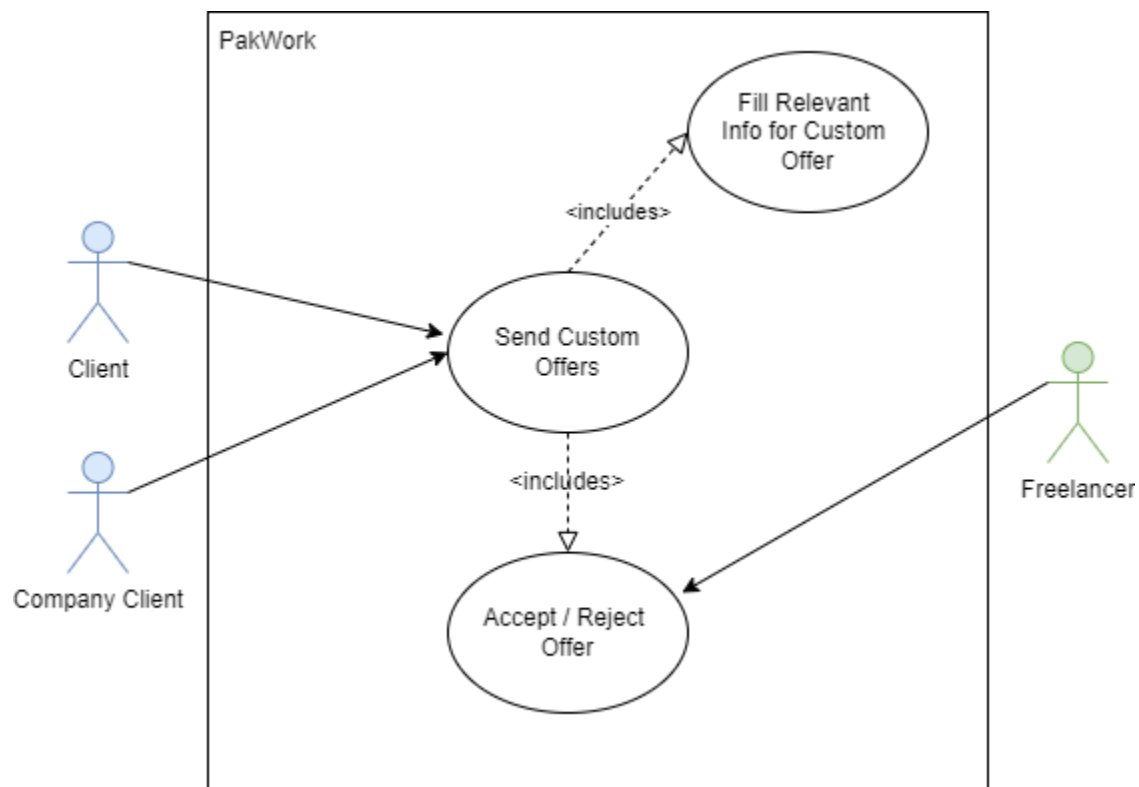 PakWork
Fill Relevant
Info for Custom
Offer
<includes>
Send Custom
Offers
Client
<includes>
Freelancer
Company Client
Accept / Reject
Offer